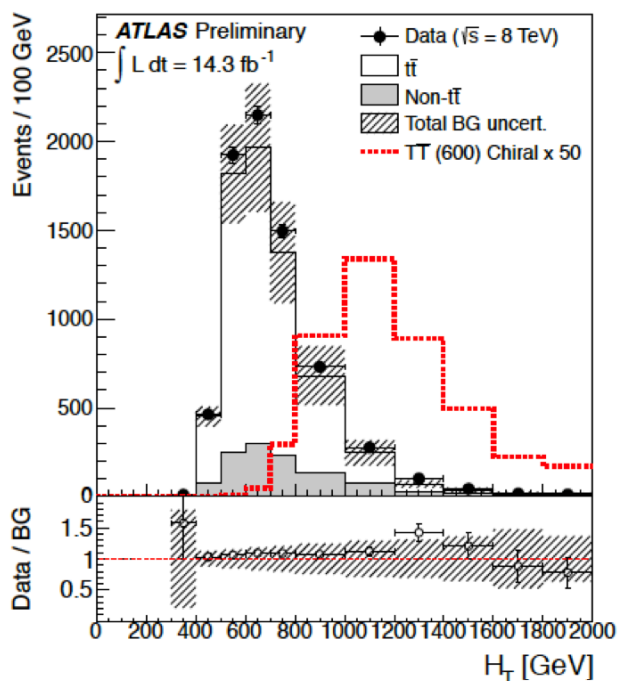 ATLAS Preliminary
∫ L dt = 14.3 fb⁻¹
Data (√s = 8 TeV)
tt̄
Non-tt̄
Total BG uncert.
TT̄ (600) Chiral x 50
Events / 100 GeV
2500
2000
1500
1000
500
0
Data / BG
1.5
1
0.5
0 200 400 600 800 1000 1200 1400 1600 1800 2000
H_T [GeV]